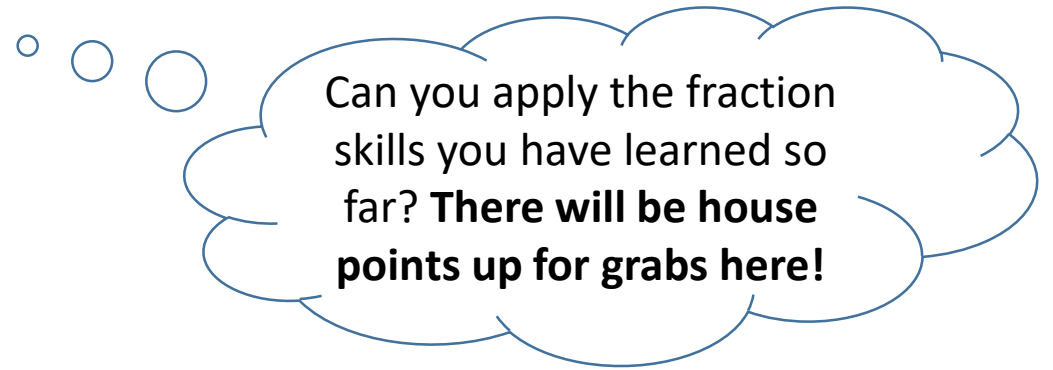 Can you apply the fraction
skills you have learned so
far? There will be house
points up for grabs here!